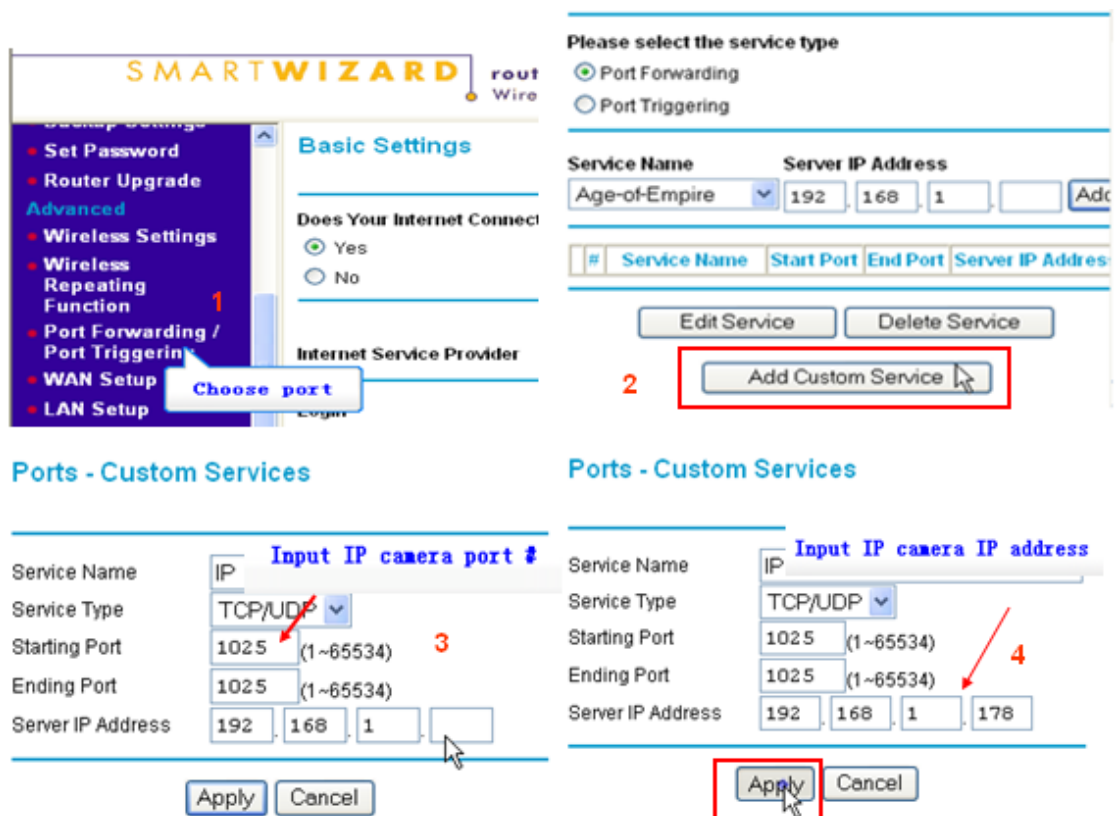 SMARTWIZARD rout
Wire
Backup Settings
Set Password
Router Upgrade
Advanced
Wireless Settings
Wireless
Repeating
Function
1
Port Forwarding /
Port Triggering
Choose port
WAN Setup
LAN Setup
Basic Settings
Does Your Internet Connect
Yes
No
Internet Service Provider
Login
Please select the service type
Port Forwarding
Port Triggering
Service Name Server IP Address
Age-of-Empire 192 . 168 . 1 . Add
# Service Name Start Port End Port Server IP Address
Edit Service Delete Service
2 Add Custom Service
Ports - Custom Services
Input IP camera port #
Service Name IP
Service Type TCP/UDP
Starting Port 1025 (1~65534) 3
Ending Port 1025 (1~65534)
Server IP Address 192 . 168 . 1 .
Apply Cancel
Ports - Custom Services
Input IP camera IP address
Service Name IP
Service Type TCP/UDP
Starting Port 1025 (1~65534)
4
Ending Port 1025 (1~65534)
Server IP Address 192 . 168 . 1 . 178
Apply Cancel